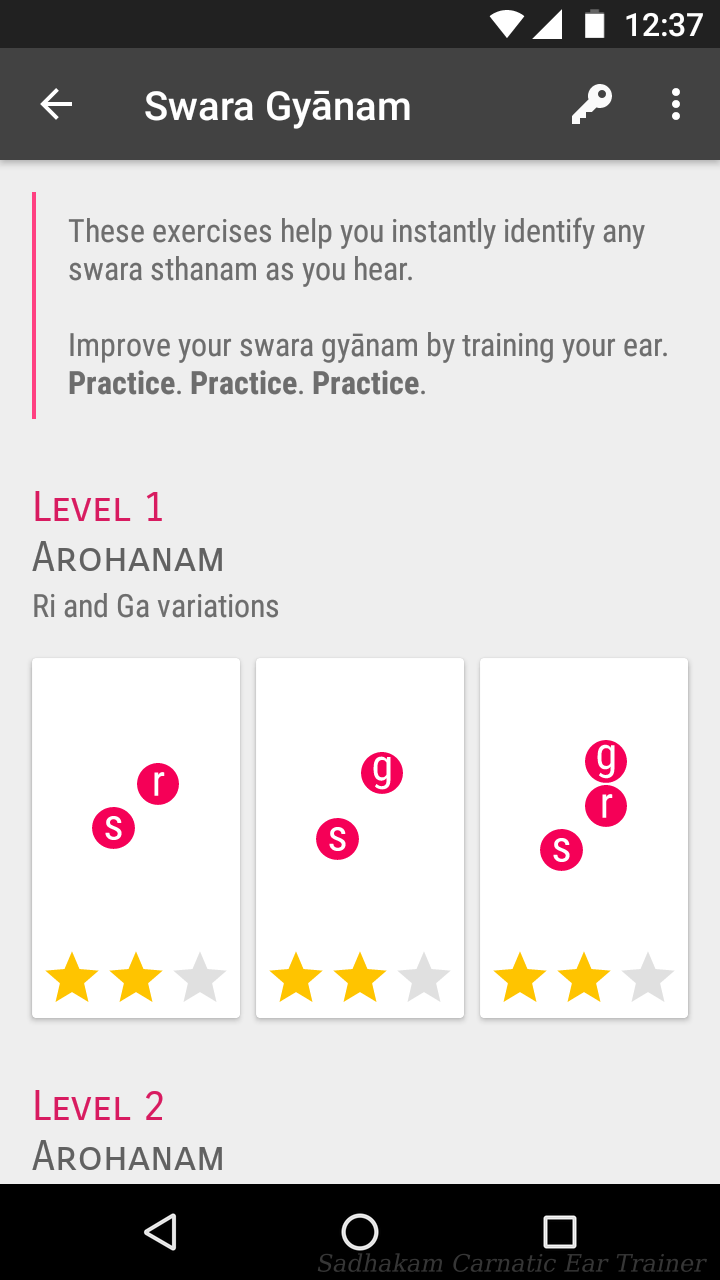 12:37
Swara Gyānam
These exercises help you instantly identify any
swara sthanam as you hear.
Improve your swara gyānam by training your ear.
Practice. Practice. Practice.
Level 1
Arohanam
Ri and Ga variations
r
s
g
s
g
r
s
Level 2
Arohanam
Sadhakam Carnatic Ear Trainer